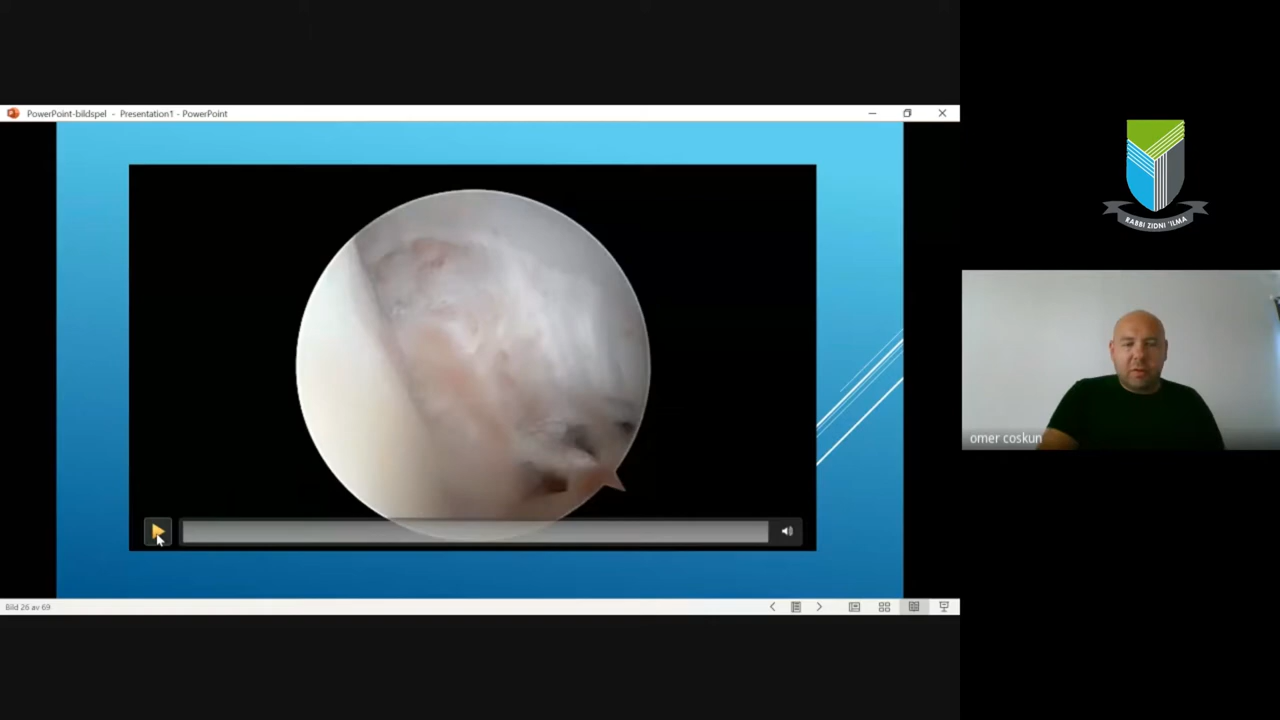 PowerPoint-bildspel - Presentation1 - PowerPoint
RABBI ZIDNI 'ILMA
omer coskun
Bild 26 av 69